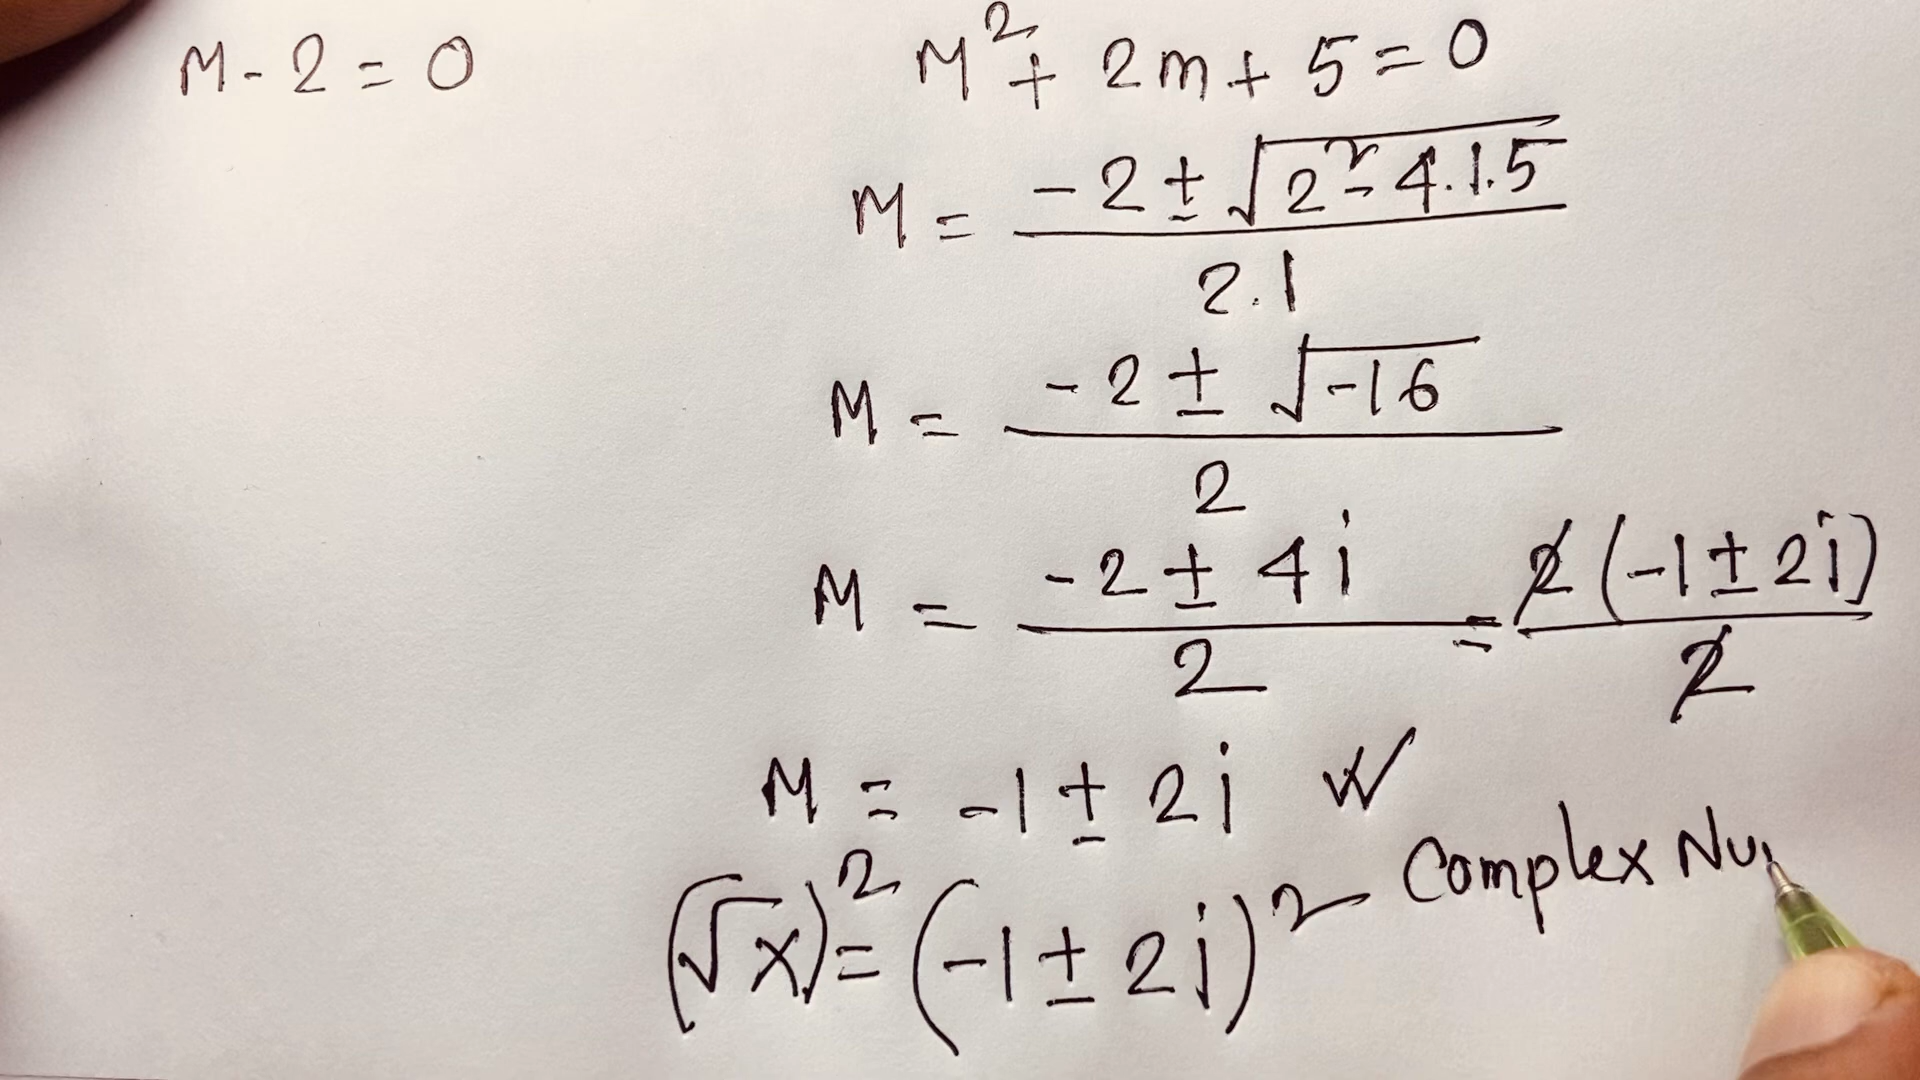 M - 2 = 0
M² + 2m + 5 = 0
M = (-2 ± √(2² - 4.1.5)) / 2.1
M = (-2 ± √-16) / 2
M = (-2 ± 4i) / 2 = 2(-1 ± 2i) / 2
M = -1 ± 2i
(√x)² = (-1 ± 2i)² Complex Nu